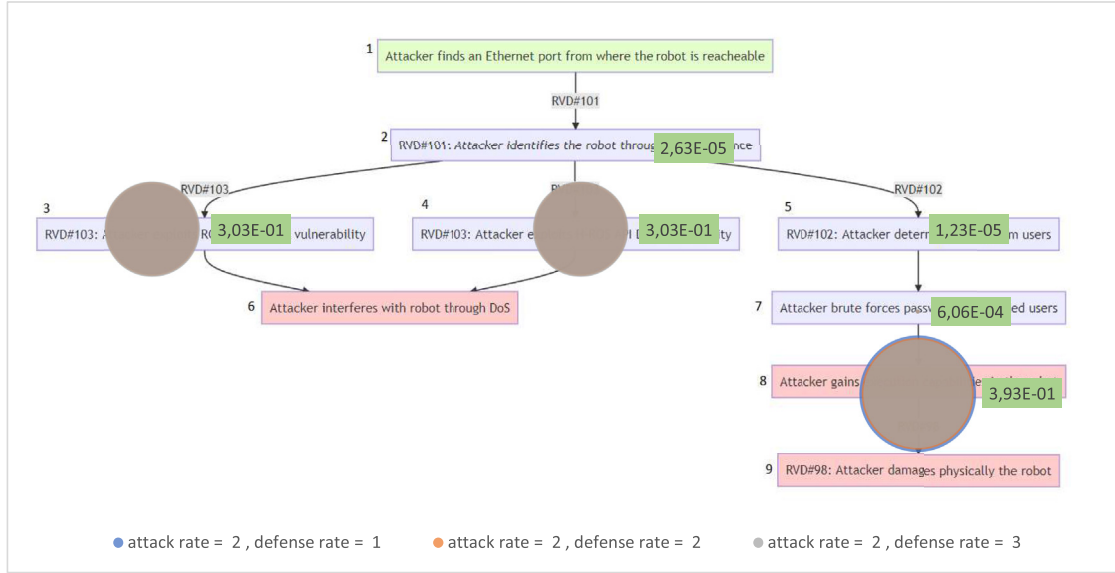 1
Attacker finds an Ethernet port from where the robot is reacheable
RVD#101
2
RVD#101: Attacker identifies the robot throug 2,63E-05 nce
RVD#103
RVD#102
3
RVD#103: 3,03E-01 vulnerability
4
RVD#103: Attacker 3,03E-01
5
RVD#102: Attacker 1,23E-05 users
6
Attacker interferes with robot through DoS
7
Attacker brute forces 6,06E-04 users
8
Attacker gains 3,93E-01
9
RVD#98: Attacker damages physically the robot
attack rate = 2 , defense rate = 1
attack rate = 2 , defense rate = 2
attack rate = 2 , defense rate = 3